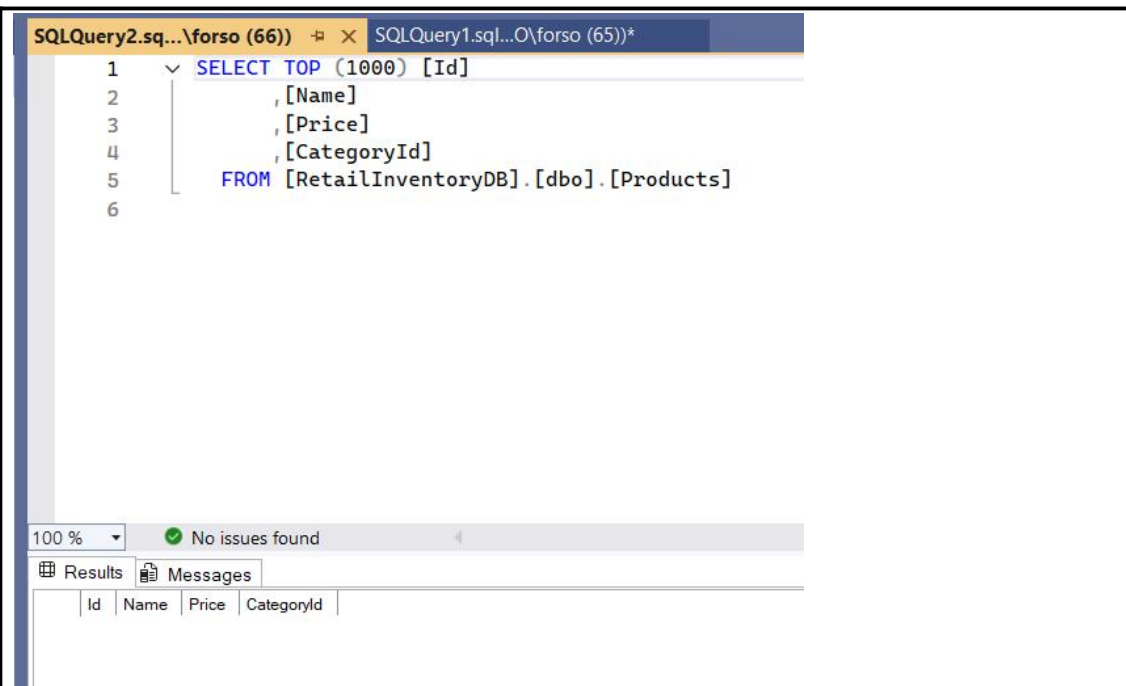 SQLQuery2.sq...\forso (66)) SQLQuery1.sql...O\forso (65))*
1 SELECT TOP (1000) [Id]
2 ,[Name]
3 ,[Price]
4 ,[CategoryId]
5 FROM [RetailInventoryDB].[dbo].[Products]
6
100 % No issues found
Results Messages
Id Name Price CategoryId